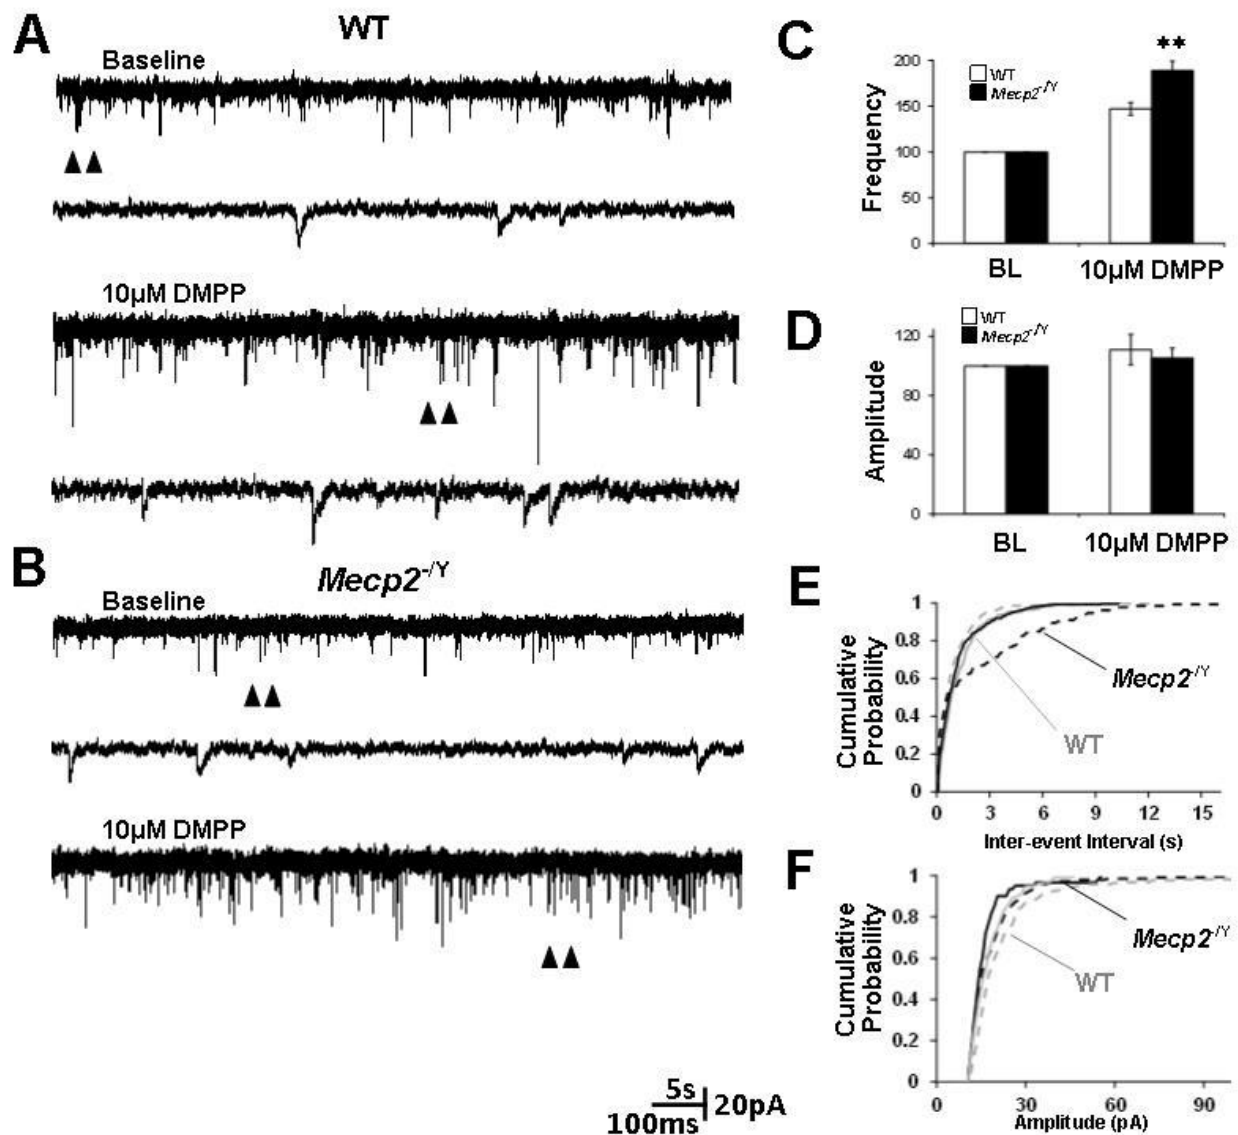 A
WT
Baseline
10µM DMPP
B
Mecp2-/Y
Baseline
10µM DMPP
5s
100ms
20pA
C
**
200
150
100
50
0
Frequency
WT
Mecp2-/Y
BL
10µM DMPP
D
120
80
40
0
Amplitude
WT
Mecp2-/Y
BL
10µM DMPP
E
1
0.8
0.6
0.4
0.2
0
Cumulative
Probability
Mecp2-/Y
WT
0 3 6 9 12 15
Inter-event Interval (s)
F
1
0.8
0.6
0.4
0.2
0
Cumulative
Probability
Mecp2-/Y
WT
0 30 60 90
Amplitude (pA)